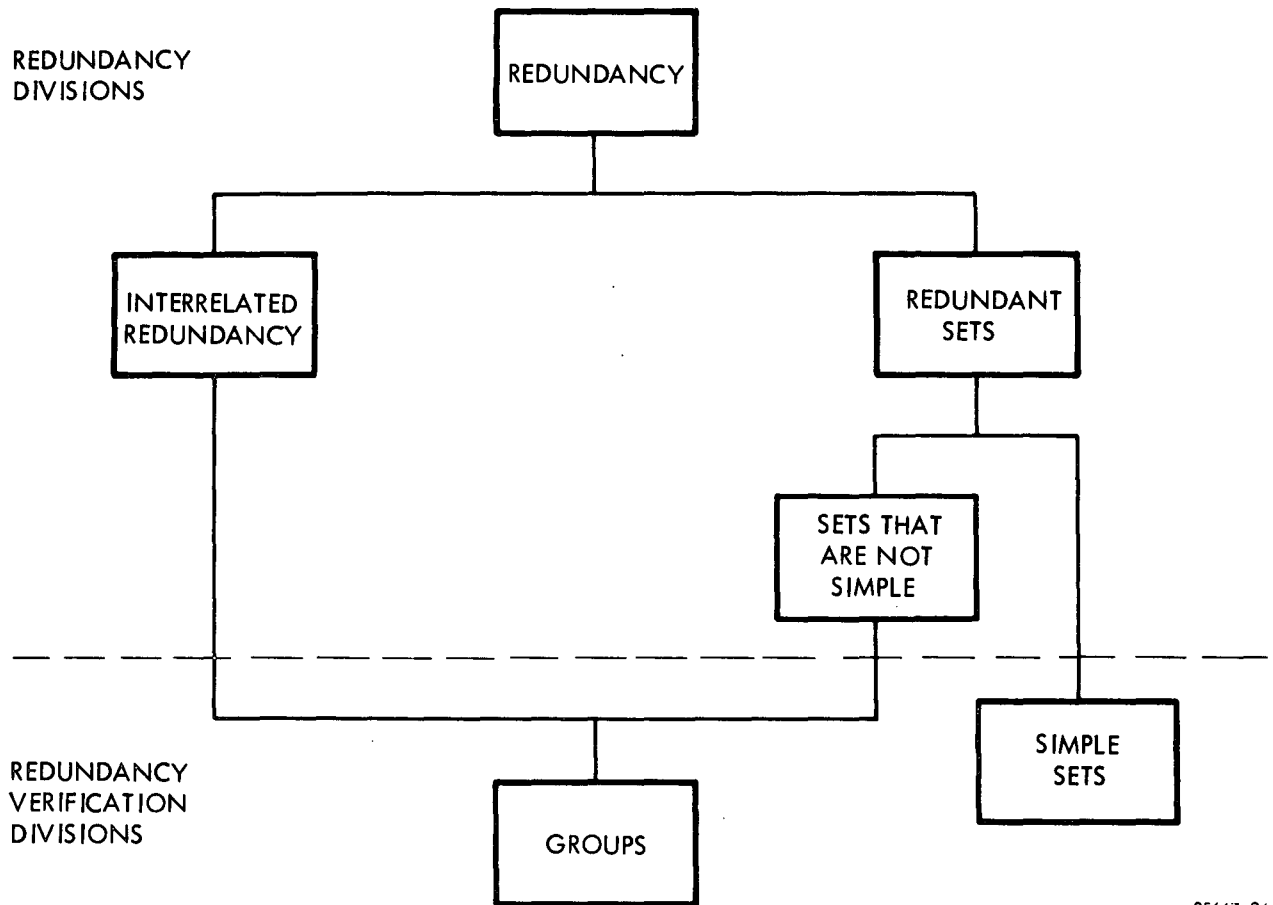 REDUNDANCY
DIVISIONS
REDUNDANCY
INTERRELATED
REDUNDANCY
REDUNDANT
SETS
SETS THAT
ARE NOT
SIMPLE
SIMPLE
SETS
REDUNDANCY
VERIFICATION
DIVISIONS
GROUPS